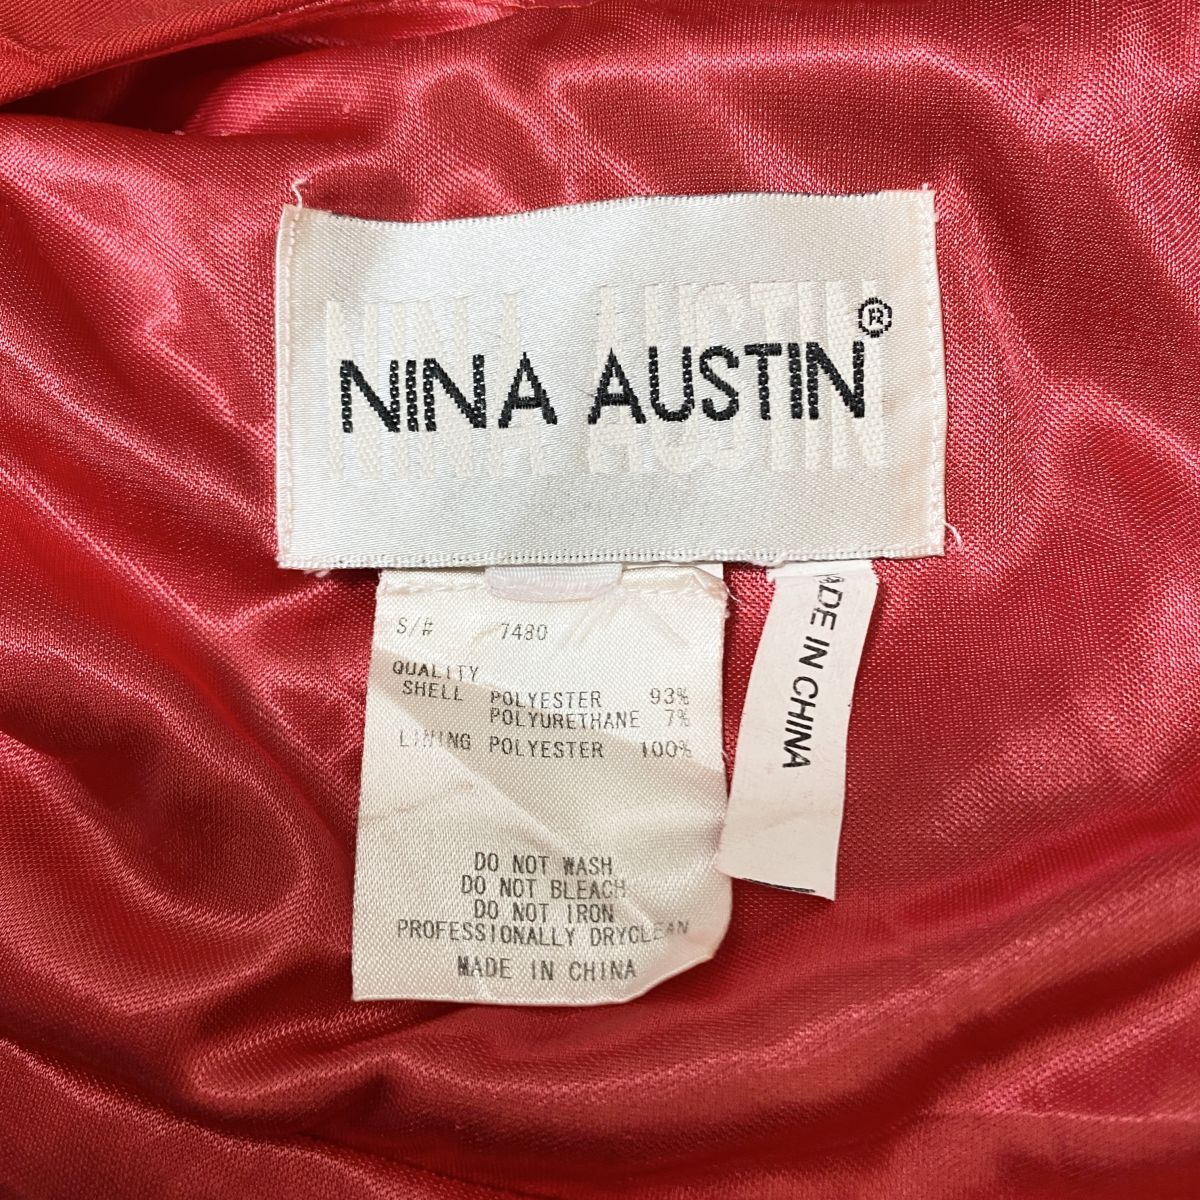 NINA AUSTIN®
S/# 7480
QUALITY
SHELL POLYESTER 93%
POLYURETHANE 7%
LINING POLYESTER 100%
DO NOT WASH
DO NOT BLEACH
DO NOT IRON
PROFESSIONALLY DRYCLEAN
MADE IN CHINA
MADE IN CHINA